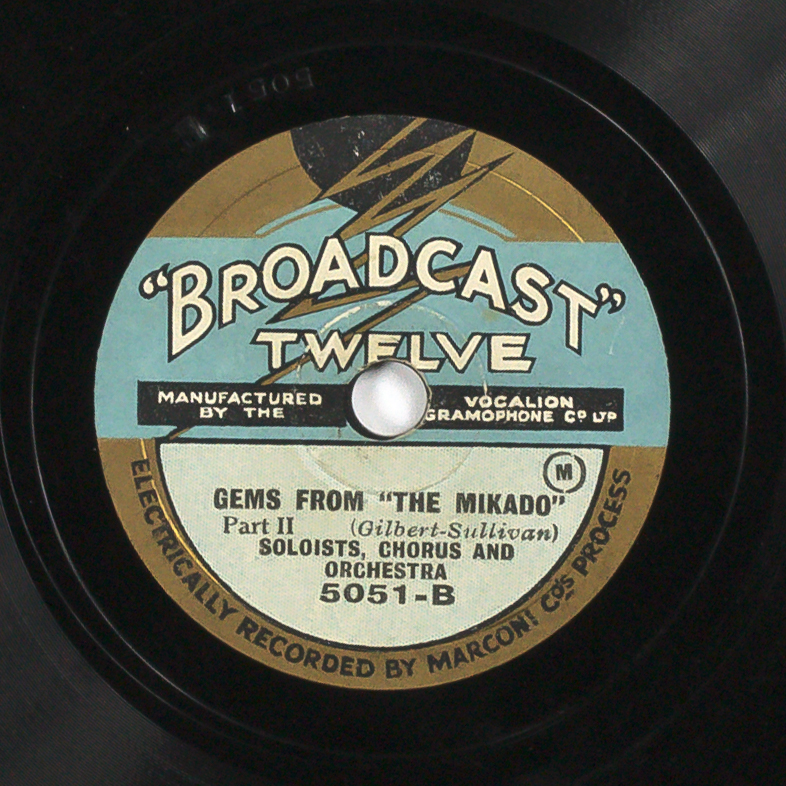 5051
“BROADCAST”
TWELVE
MANUFACTURED
BY THE
VOCALION
GRAMOPHONE Cº LTD
M
GEMS FROM “THE MIKADO”
Part II (Gilbert-Sullivan)
SOLOISTS, CHORUS AND
ORCHESTRA
5051-B
ELECTRICALLY RECORDED BY MARCONI Cos PROCESS